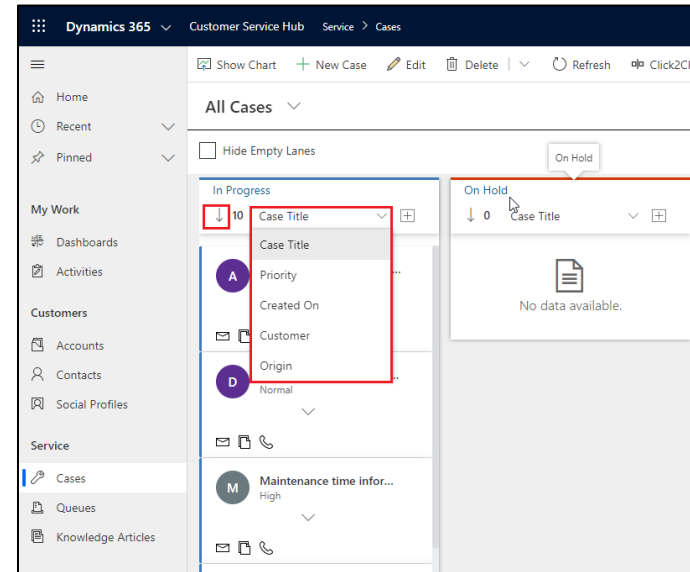 Dynamics 365 Customer Service Hub Service > Cases
Show Chart New Case Edit Delete Refresh Click2Cl
Home
Recent
Pinned
My Work
Dashboards
Activities
Customers
Accounts
Contacts
Social Profiles
Service
Cases
Queues
Knowledge Articles
All Cases
Hide Empty Lanes
In Progress
10 Case Title
Case Title
Priority
Created On
Customer
Origin
A
...
D
...
Normal
M
Maintenance time infor...
High
On Hold
On Hold
0 Case Title
No data available.